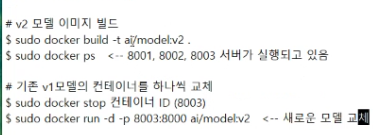 # v2 모델 이미지 빌드
$ sudo docker build -t ai/model:v2 .
$ sudo docker ps <-- 8001, 8002, 8003 서버가 실행되고 있음
# 기존 v1모델의 컨테이너를 하나씩 교체
$ sudo docker stop 컨테이너 ID (8003)
$ sudo docker run -d -p 8003:8000 ai/model:v2 <-- 새로운 모델 교체